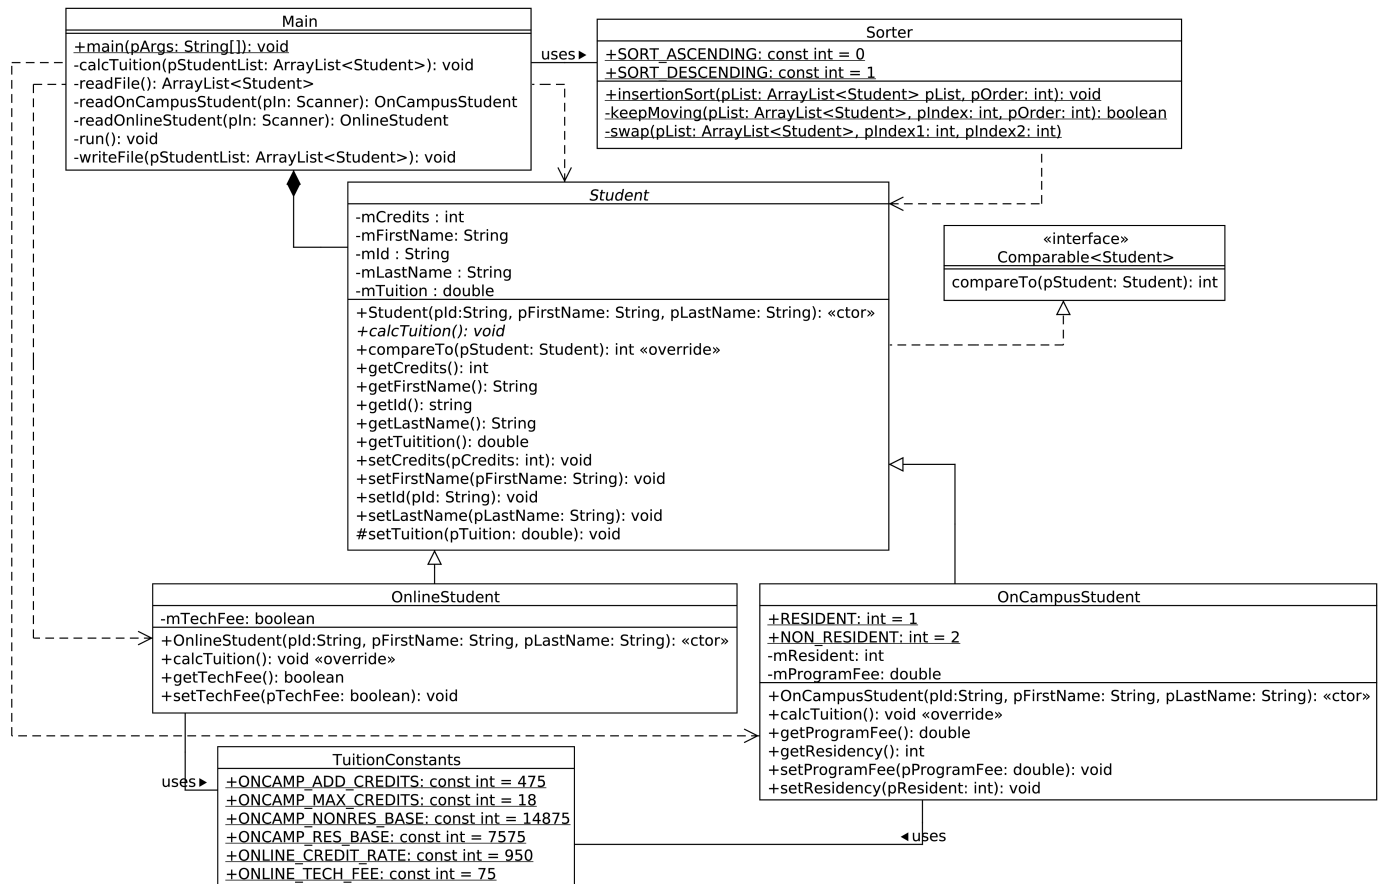 Main
+main(pArgs: String[]): void
-calcTuition(pStudentList: ArrayList<Student>): void
-readFile(): ArrayList<Student>
-readOnCampusStudent(pIn: Scanner): OnCampusStudent
-readOnlineStudent(pIn: Scanner): OnlineStudent
-run(): void
-writeFile(pStudentList: ArrayList<Student>): void
uses▶
Sorter
+SORT_ASCENDING: const int = 0
+SORT_DESCENDING: const int = 1
+insertionSort(pList: ArrayList<Student> pList, pOrder: int): void
-keepMoving(pList: ArrayList<Student>, pIndex: int, pOrder: int): boolean
-swap(pList: ArrayList<Student>, pIndex1: int, pIndex2: int)
Student
-mCredits : int
-mFirstName: String
-mId : String
-mLastName : String
-mTuition : double
+Student(pId:String, pFirstName: String, pLastName: String): «ctor»
+calcTuition(): void
+compareTo(pStudent: Student): int «override»
+getCredits(): int
+getFirstName(): String
+getId(): string
+getLastName(): String
+getTuitition(): double
+setCredits(pCredits: int): void
+setFirstName(pFirstName: String): void
+setId(pId: String): void
+setLastName(pLastName: String): void
#setTuition(pTuition: double): void
«interface»
Comparable<Student>
compareTo(pStudent: Student): int
OnlineStudent
-mTechFee: boolean
+OnlineStudent(pId:String, pFirstName: String, pLastName: String): «ctor»
+calcTuition(): void «override»
+getTechFee(): boolean
+setTechFee(pTechFee: boolean): void
OnCampusStudent
+RESIDENT: int = 1
+NON_RESIDENT: int = 2
-mResident: int
-mProgramFee: double
+OnCampusStudent(pId:String, pFirstName: String, pLastName: String): «ctor»
+calcTuition(): void «override»
+getProgramFee(): double
+getResidency(): int
+setProgramFee(pProgramFee: double): void
+setResidency(pResident: int): void
uses▶
TuitionConstants
+ONCAMP_ADD_CREDITS: const int = 475
+ONCAMP_MAX_CREDITS: const int = 18
+ONCAMP_NONRES_BASE: const int = 14875
+ONCAMP_RES_BASE: const int = 7575
+ONLINE_CREDIT_RATE: const int = 950
+ONLINE_TECH_FEE: const int = 75
◀uses